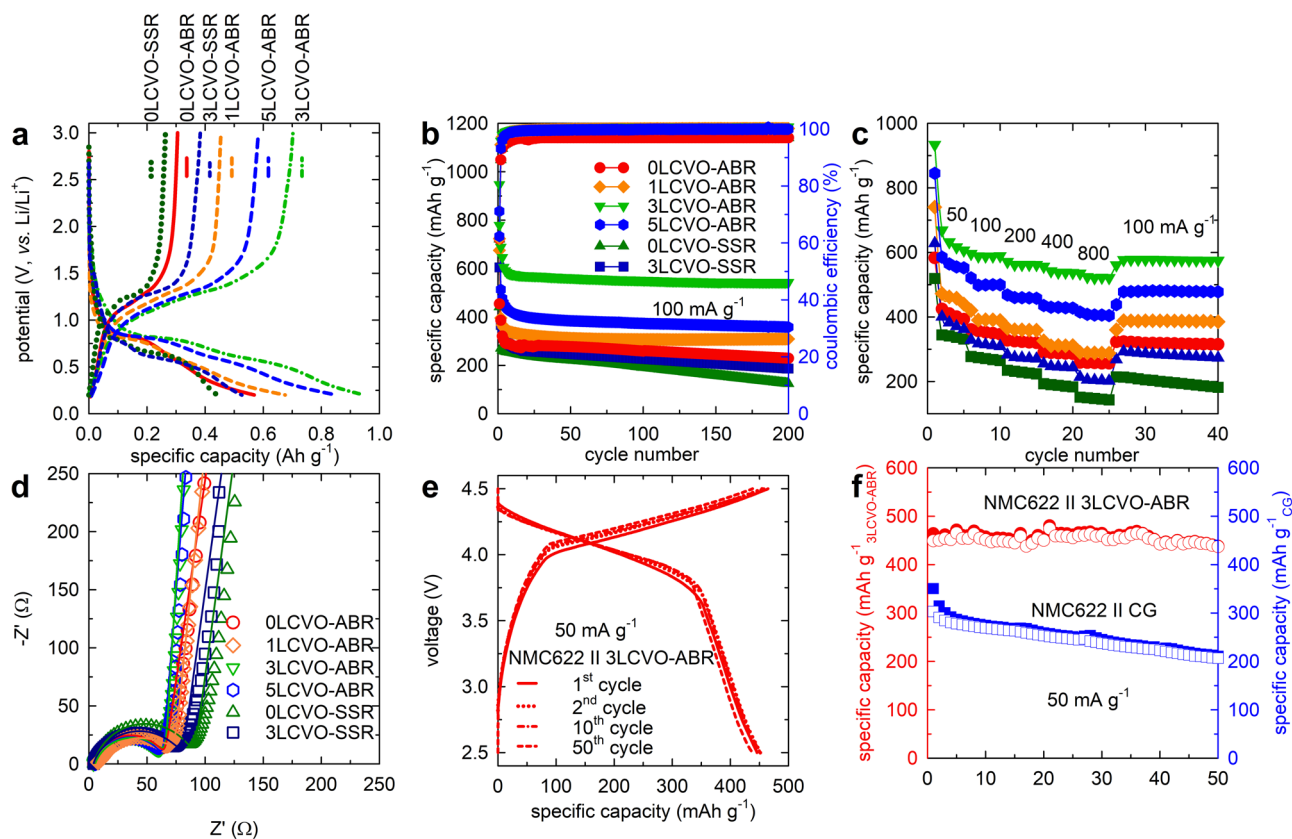 0LCVO-SSR
0LCVO-ABR
3LCVO-SSR
1LCVO-ABR
5LCVO-ABR
3LCVO-ABR
a
3.0
2.5
2.0
1.5
1.0
0.5
0.0
potential (V, vs. Li/Li⁺)
0.0 0.2 0.4 0.6 0.8 1.0
specific capacity (Ah g⁻¹)
b
1200
1000
800
600
400
200
0
specific capacity (mAh g⁻¹)
0LCVO-ABR
1LCVO-ABR
3LCVO-ABR
5LCVO-ABR
0LCVO-SSR
3LCVO-SSR
100 mA g⁻¹
100
80
60
40
20
0
coulombic efficiency (%)
50 100 150 200
cycle number
c
1000
800
600
400
200
specific capacity (mAh g⁻¹)
50 100 200 400 800 100 mA g⁻¹
0 10 20 30 40
cycle number
d
250
200
150
100
50
0
-Z' (Ω)
0LCVO-ABR
1LCVO-ABR
3LCVO-ABR
5LCVO-ABR
0LCVO-SSR
3LCVO-SSR
0 50 100 150 200 250
Z' (Ω)
e
4.5
4.0
3.5
3.0
2.5
voltage (V)
50 mA g⁻¹
NMC622 II 3LCVO-ABR
1st cycle
2nd cycle
10th cycle
50th cycle
0 100 200 300 400 500
specific capacity (mAh g⁻¹)
f
600
500
400
300
200
100
0
specific capacity (mAh g⁻¹3LCVO-ABR)
NMC622 II 3LCVO-ABR
NMC622 II CG
50 mA g⁻¹
600
500
400
300
200
100
0
specific capacity (mAh g⁻¹CG)
0 10 20 30 40 50
cycle number